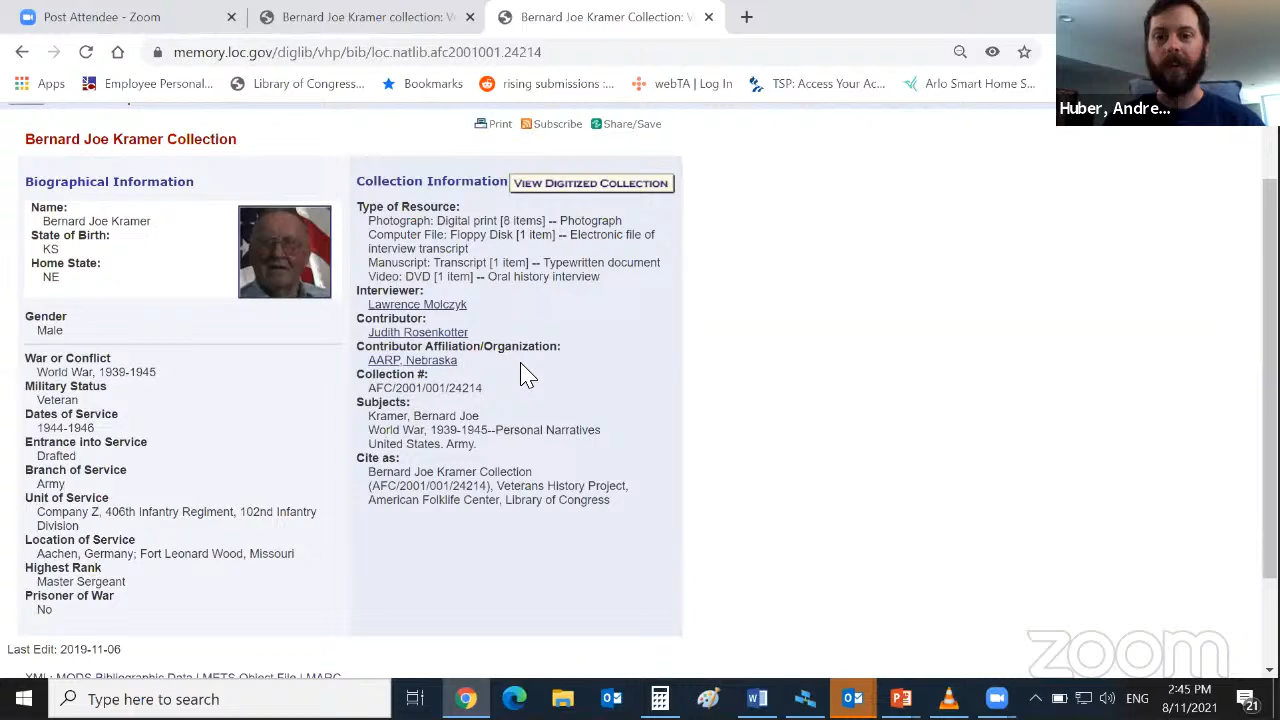 Post Attendee - Zoom
Bernard Joe Kramer collection: V
Bernard Joe Kramer Collection: V
memory.loc.gov/diglib/vhp/bib/loc.natlib.afc2001001.24214
Apps
Employee Personal...
Library of Congress...
Bookmarks
rising submissions :...
webTA | Log In
TSP: Access Your Ac...
Arlo Smart Home S...
Huber, Andre...
Print
Subscribe
Share/Save
Bernard Joe Kramer Collection
Biographical Information
Name:
Bernard Joe Kramer
State of Birth:
KS
Home State:
NE
Gender
Male
War or Conflict
World War, 1939-1945
Military Status
Veteran
Dates of Service
1944-1946
Entrance into Service
Drafted
Branch of Service
Army
Unit of Service
Company Z, 406th Infantry Regiment, 102nd Infantry
Division
Location of Service
Aachen, Germany; Fort Leonard Wood, Missouri
Highest Rank
Master Sergeant
Prisoner of War
No
Collection Information
VIEW DIGITIZED COLLECTION
Type of Resource:
Photograph: Digital print [8 items] -- Photograph
Computer File: Floppy Disk [1 item] -- Electronic file of
interview transcript
Manuscript: Transcript [1 item] -- Typewritten document
Video: DVD [1 item] -- Oral history interview
Interviewer:
Lawrence Molczyk
Contributor:
Judith Rosenkotter
Contributor Affiliation/Organization:
AARP, Nebraska
Collection #:
AFC/2001/001/24214
Subjects:
Kramer, Bernard Joe
World War, 1939-1945--Personal Narratives
United States. Army.
Cite as:
Bernard Joe Kramer Collection
(AFC/2001/001/24214), Veterans History Project,
American Folklife Center, Library of Congress
Last Edit: 2019-11-06
XML: MODS Bibliographic Data | METS Object File | MARC
zoom
Type here to search
ENG
2:45 PM
8/11/2021
21